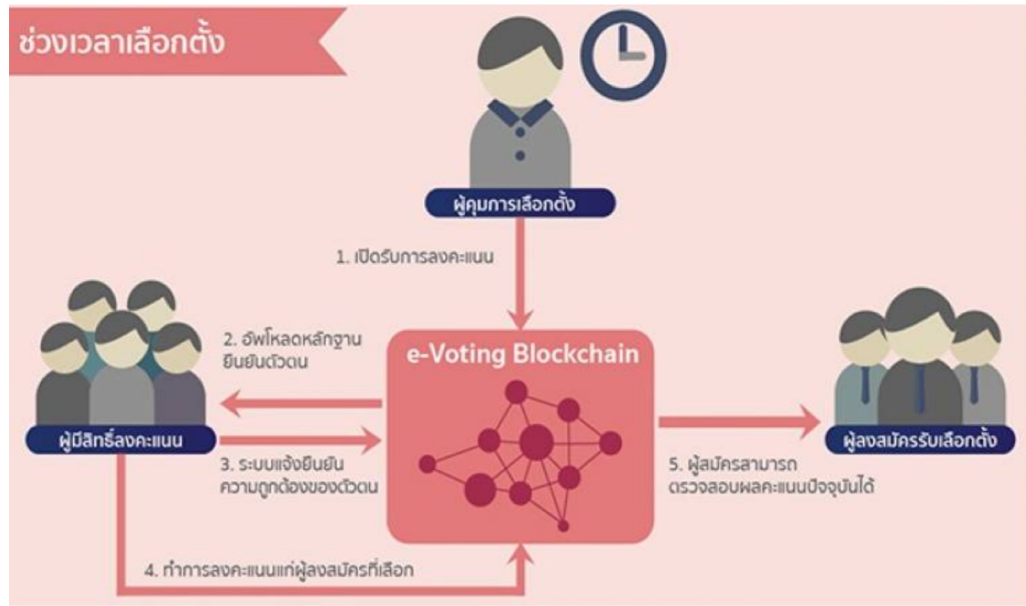 ช่วงเวลาเลือกตั้ง
ผู้คุมการเลือกตั้ง
1. เปิดรับการลงคะแนน
2. อัพโหลดหลักฐาน
ยืนยันตัวตน
e-Voting Blockchain
ผู้มีสิทธิ์ลงคะแนน
ผู้ลงสมัครรับเลือกตั้ง
3. ระบบแจ้งยืนยัน
ความถูกต้องของตัวตน
5. ผู้สมัครสามารถ
ตรวจสอบผลคะแนนปัจจุบันได้
4. ทำการลงคะแนนแก่ผู้ลงสมัครที่เลือก